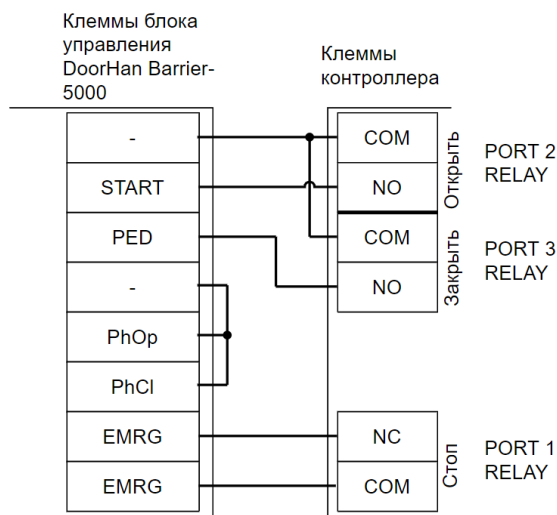 Клеммы блока
управления
DoorHan Barrier-
5000
Клеммы
контроллера
-
START
PED
-
PhOp
PhCl
EMRG
EMRG
COM
NO
COM
NO
NC
COM
Открыть
Закрыть
Стоп
PORT 2
RELAY
PORT 3
RELAY
PORT 1
RELAY